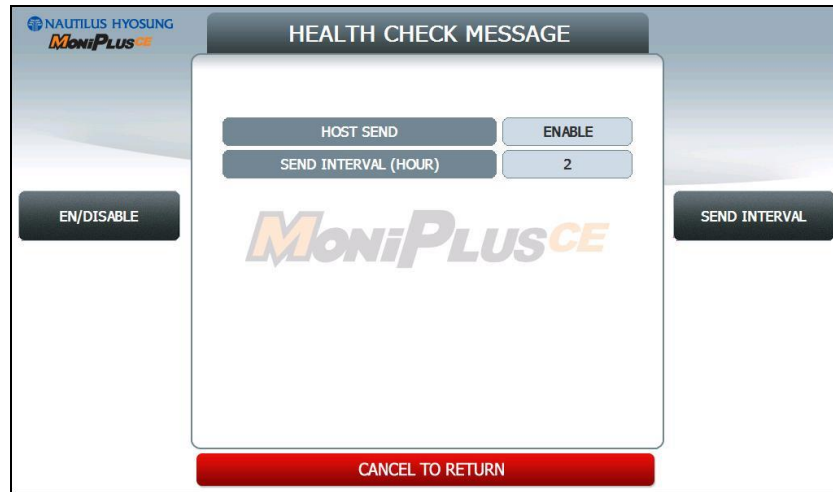 NAUTILUS HYOSUNG
MONiPLUSCE
HEALTH CHECK MESSAGE
HOST SEND ENABLE
SEND INTERVAL (HOUR) 2
EN/DISABLE
SEND INTERVAL
MONiPLUSCE
CANCEL TO RETURN